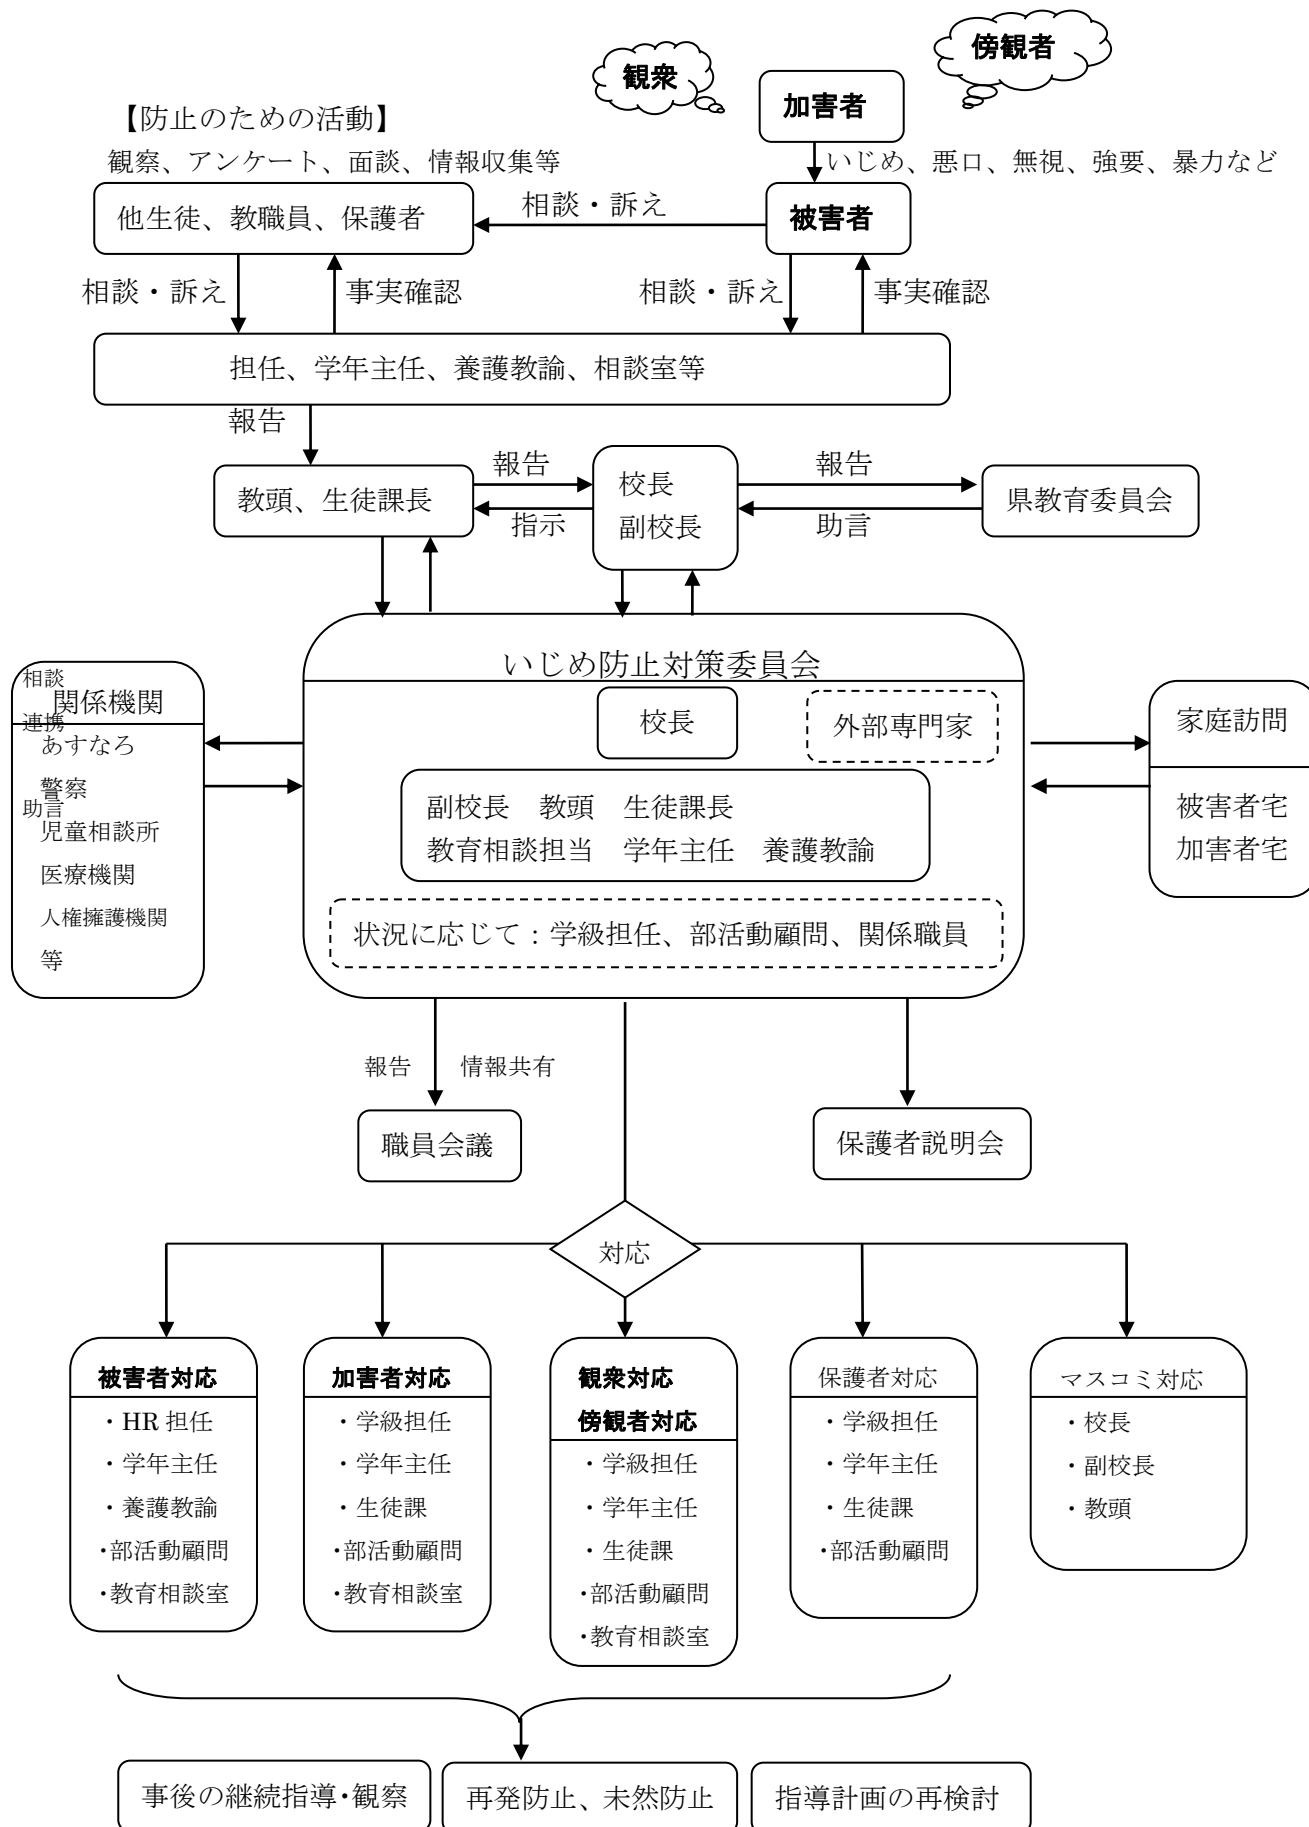 傍観者
観衆
加害者
【防止のための活動】
観察、アンケート、面談、情報収集等
いじめ、悪口、無視、強要、暴力など
他生徒、教職員、保護者
相談・訴え
被害者
相談・訴え
事実確認
相談・訴え
事実確認
担任、学年主任、養護教諭、相談室等
報告
教頭、生徒課長
報告
指示
校長
副校長
報告
助言
県教育委員会
いじめ防止対策委員会
校長
外部専門家
副校長　教頭　生徒課長
教育相談担当　学年主任　養護教諭
状況に応じて：学級担任、部活動顧問、関係職員
相談
連携
助言
関係機関
あすなろ
警察
児童相談所
医療機関
人権擁護機関
等
家庭訪問
被害者宅
加害者宅
報告
情報共有
職員会議
保護者説明会
対応
被害者対応
・HR 担任
・学年主任
・養護教諭
・部活動顧問
・教育相談室
加害者対応
・学級担任
・学年主任
・生徒課
・部活動顧問
・教育相談室
観衆対応
傍観者対応
・学級担任
・学年主任
・生徒課
・部活動顧問
・教育相談室
保護者対応
・学級担任
・学年主任
・生徒課
・部活動顧問
マスコミ対応
・校長
・副校長
・教頭
事後の継続指導・観察
再発防止、未然防止
指導計画の再検討